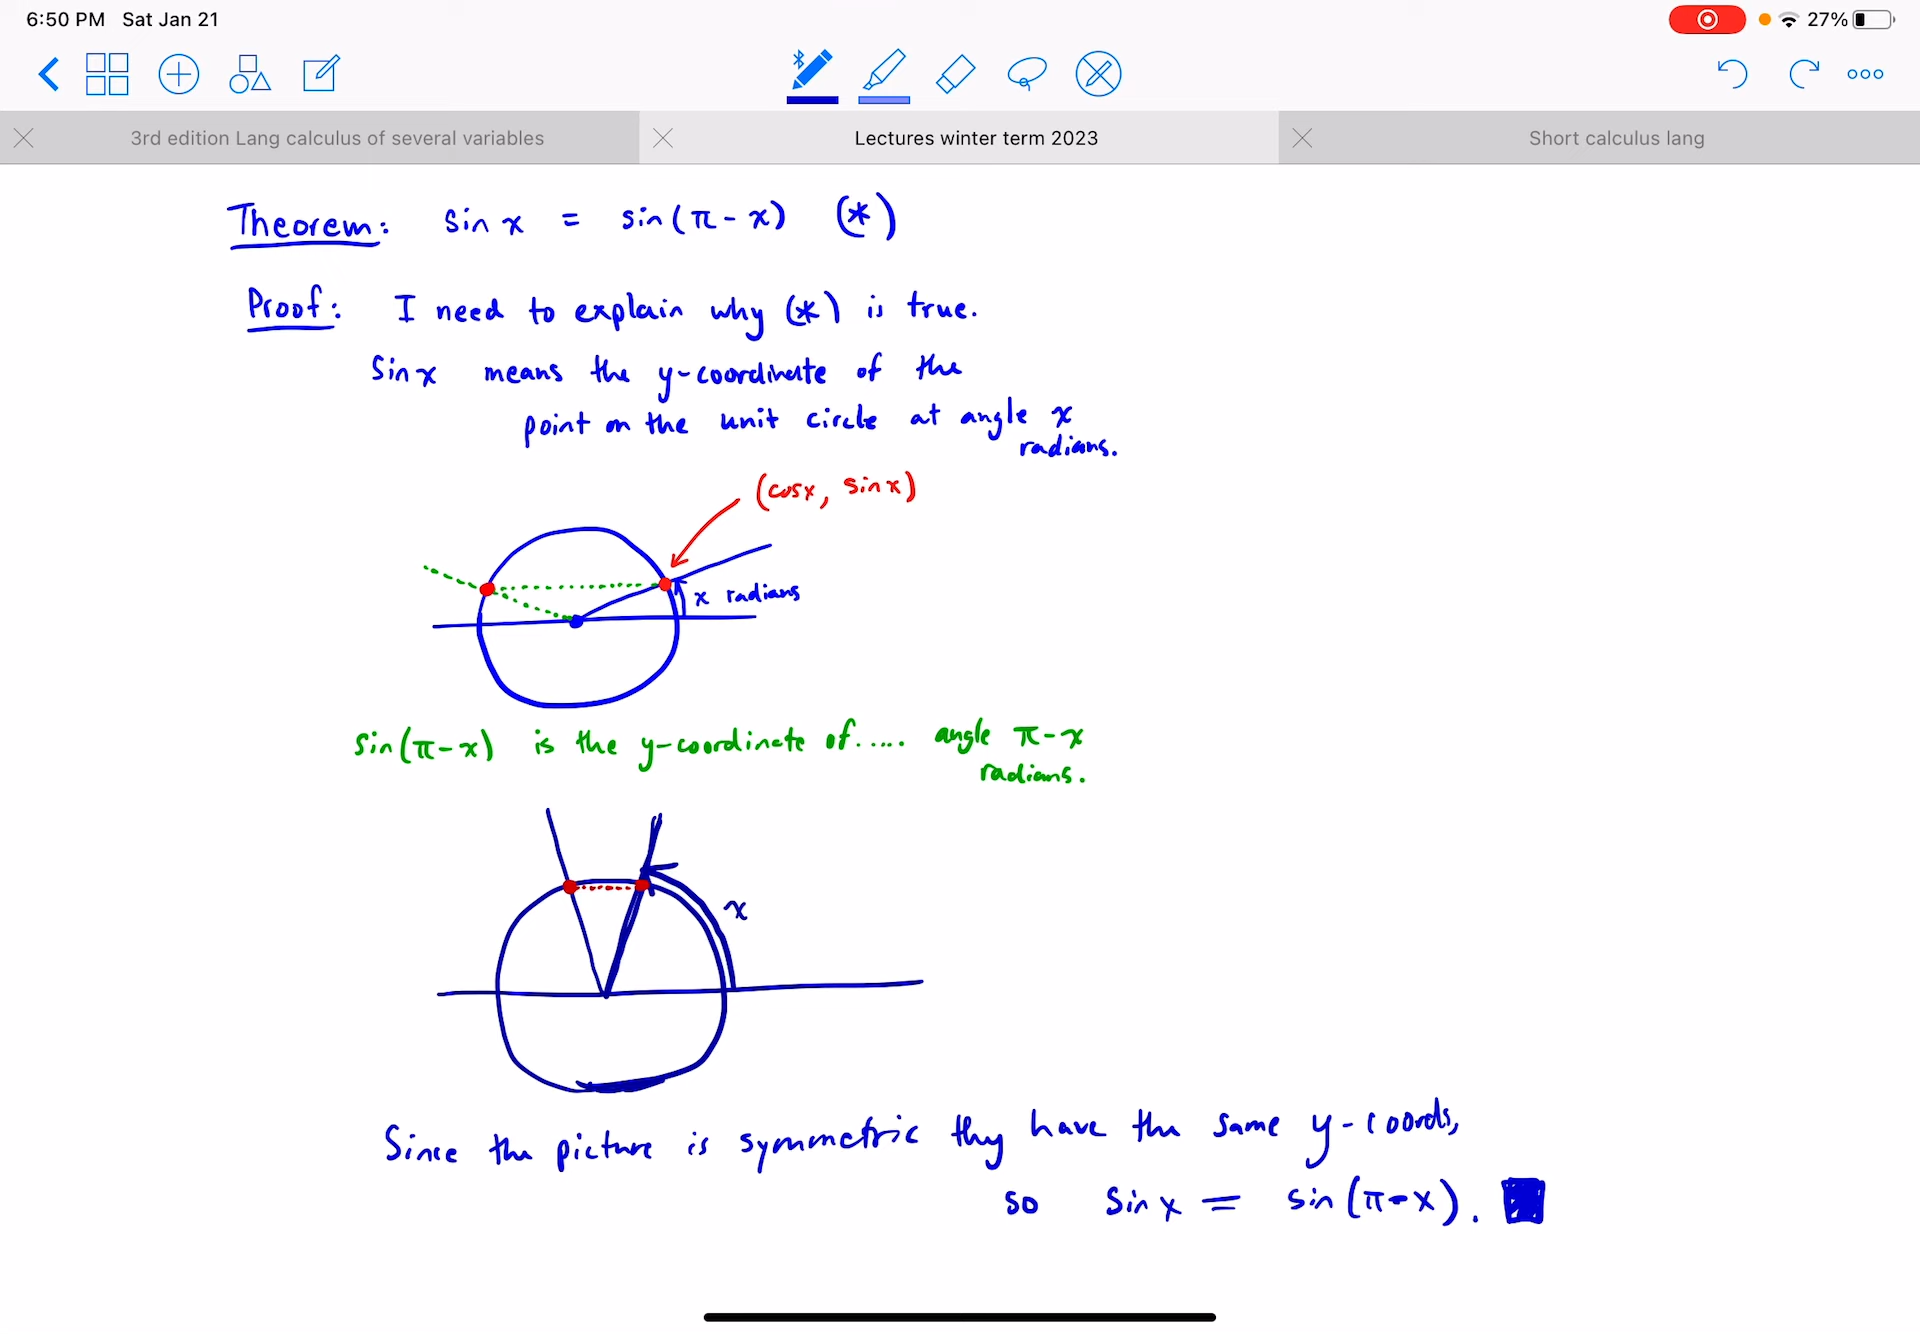 6:50 PM Sat Jan 21
27%
3rd edition Lang calculus of several variables
Lectures winter term 2023
Short calculus lang
Theorem: sin x = sin(π - x) (*)
Proof: I need to explain why (*) is true.
Sin x means the y-coordinate of the
point on the unit circle at angle x
radians.
(cos x, sin x)
x radians
sin(π-x) is the y-coordinate of..... angle π-x
radians.
x
Since the picture is symmetric they have the same y-coords,
so Sin x = sin(π-x).